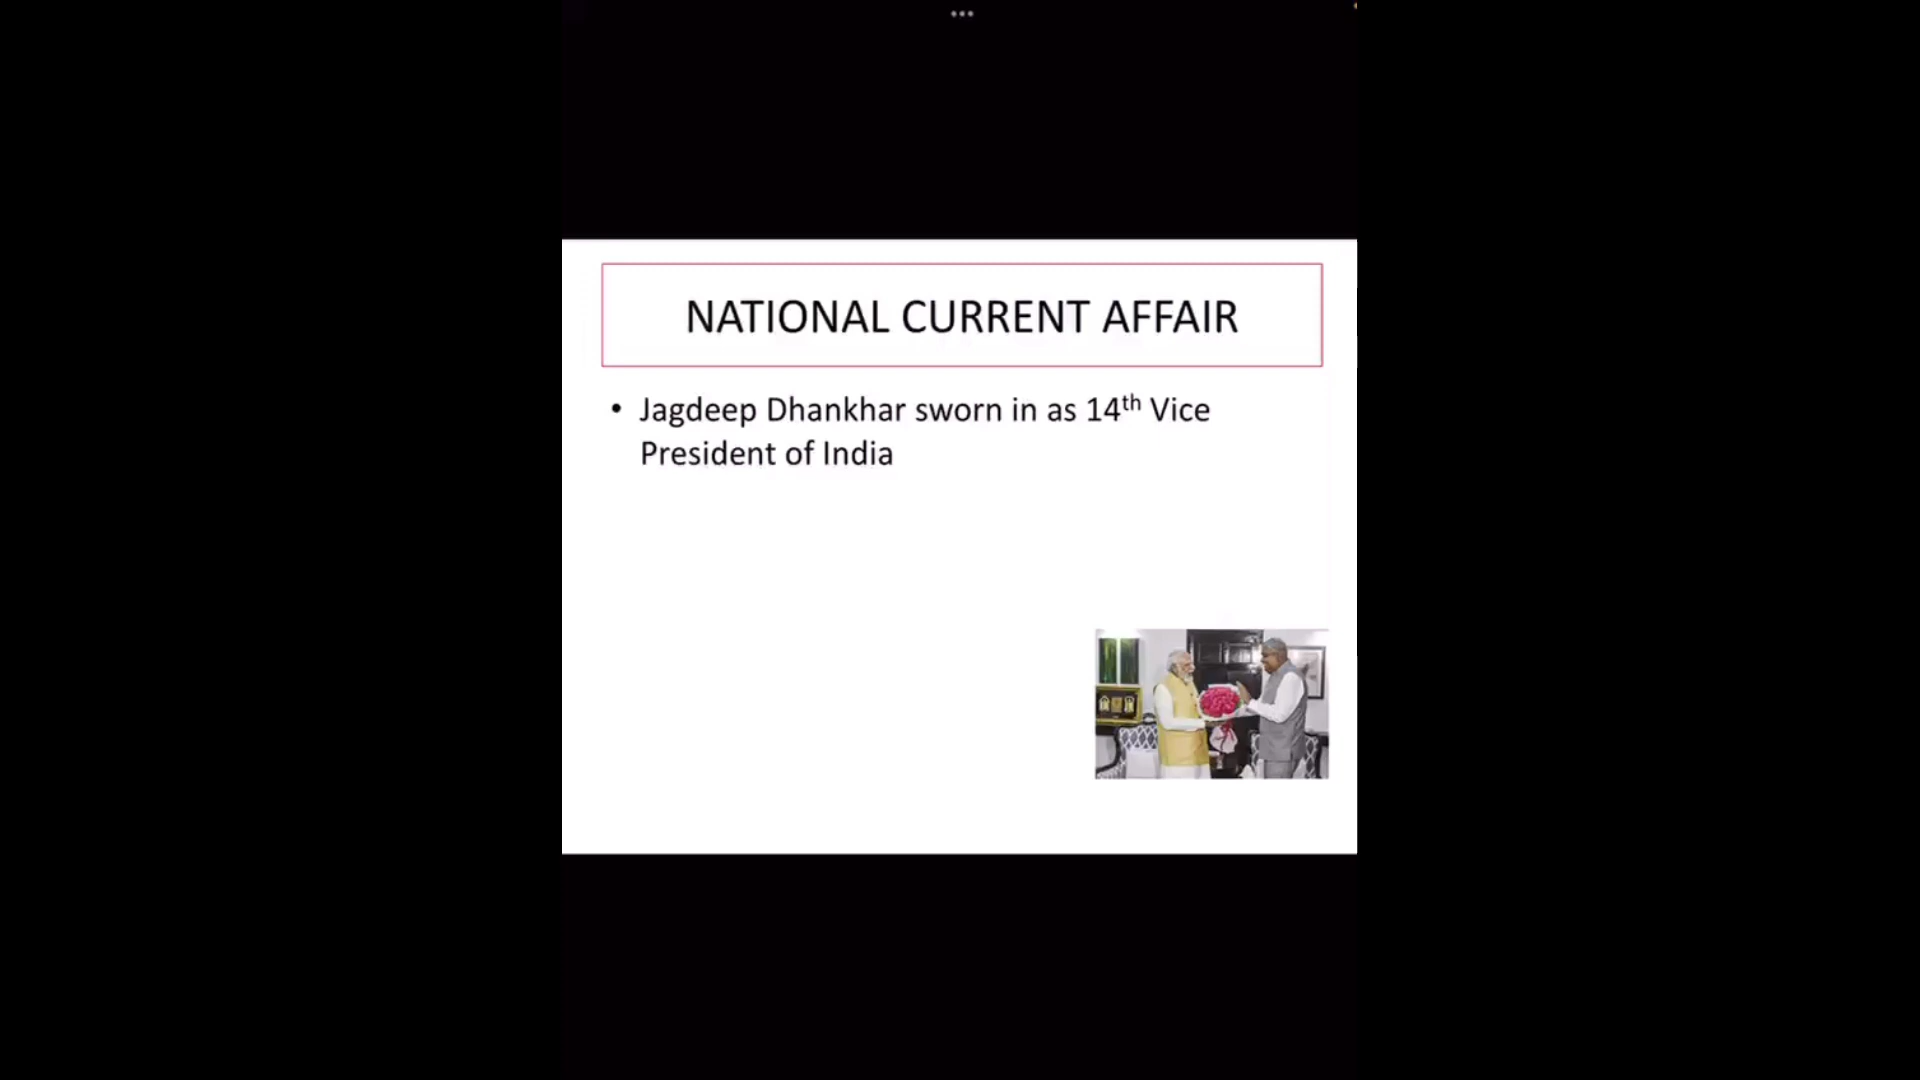 NATIONAL CURRENT AFFAIR
• Jagdeep Dhankhar sworn in as 14th Vice
President of India